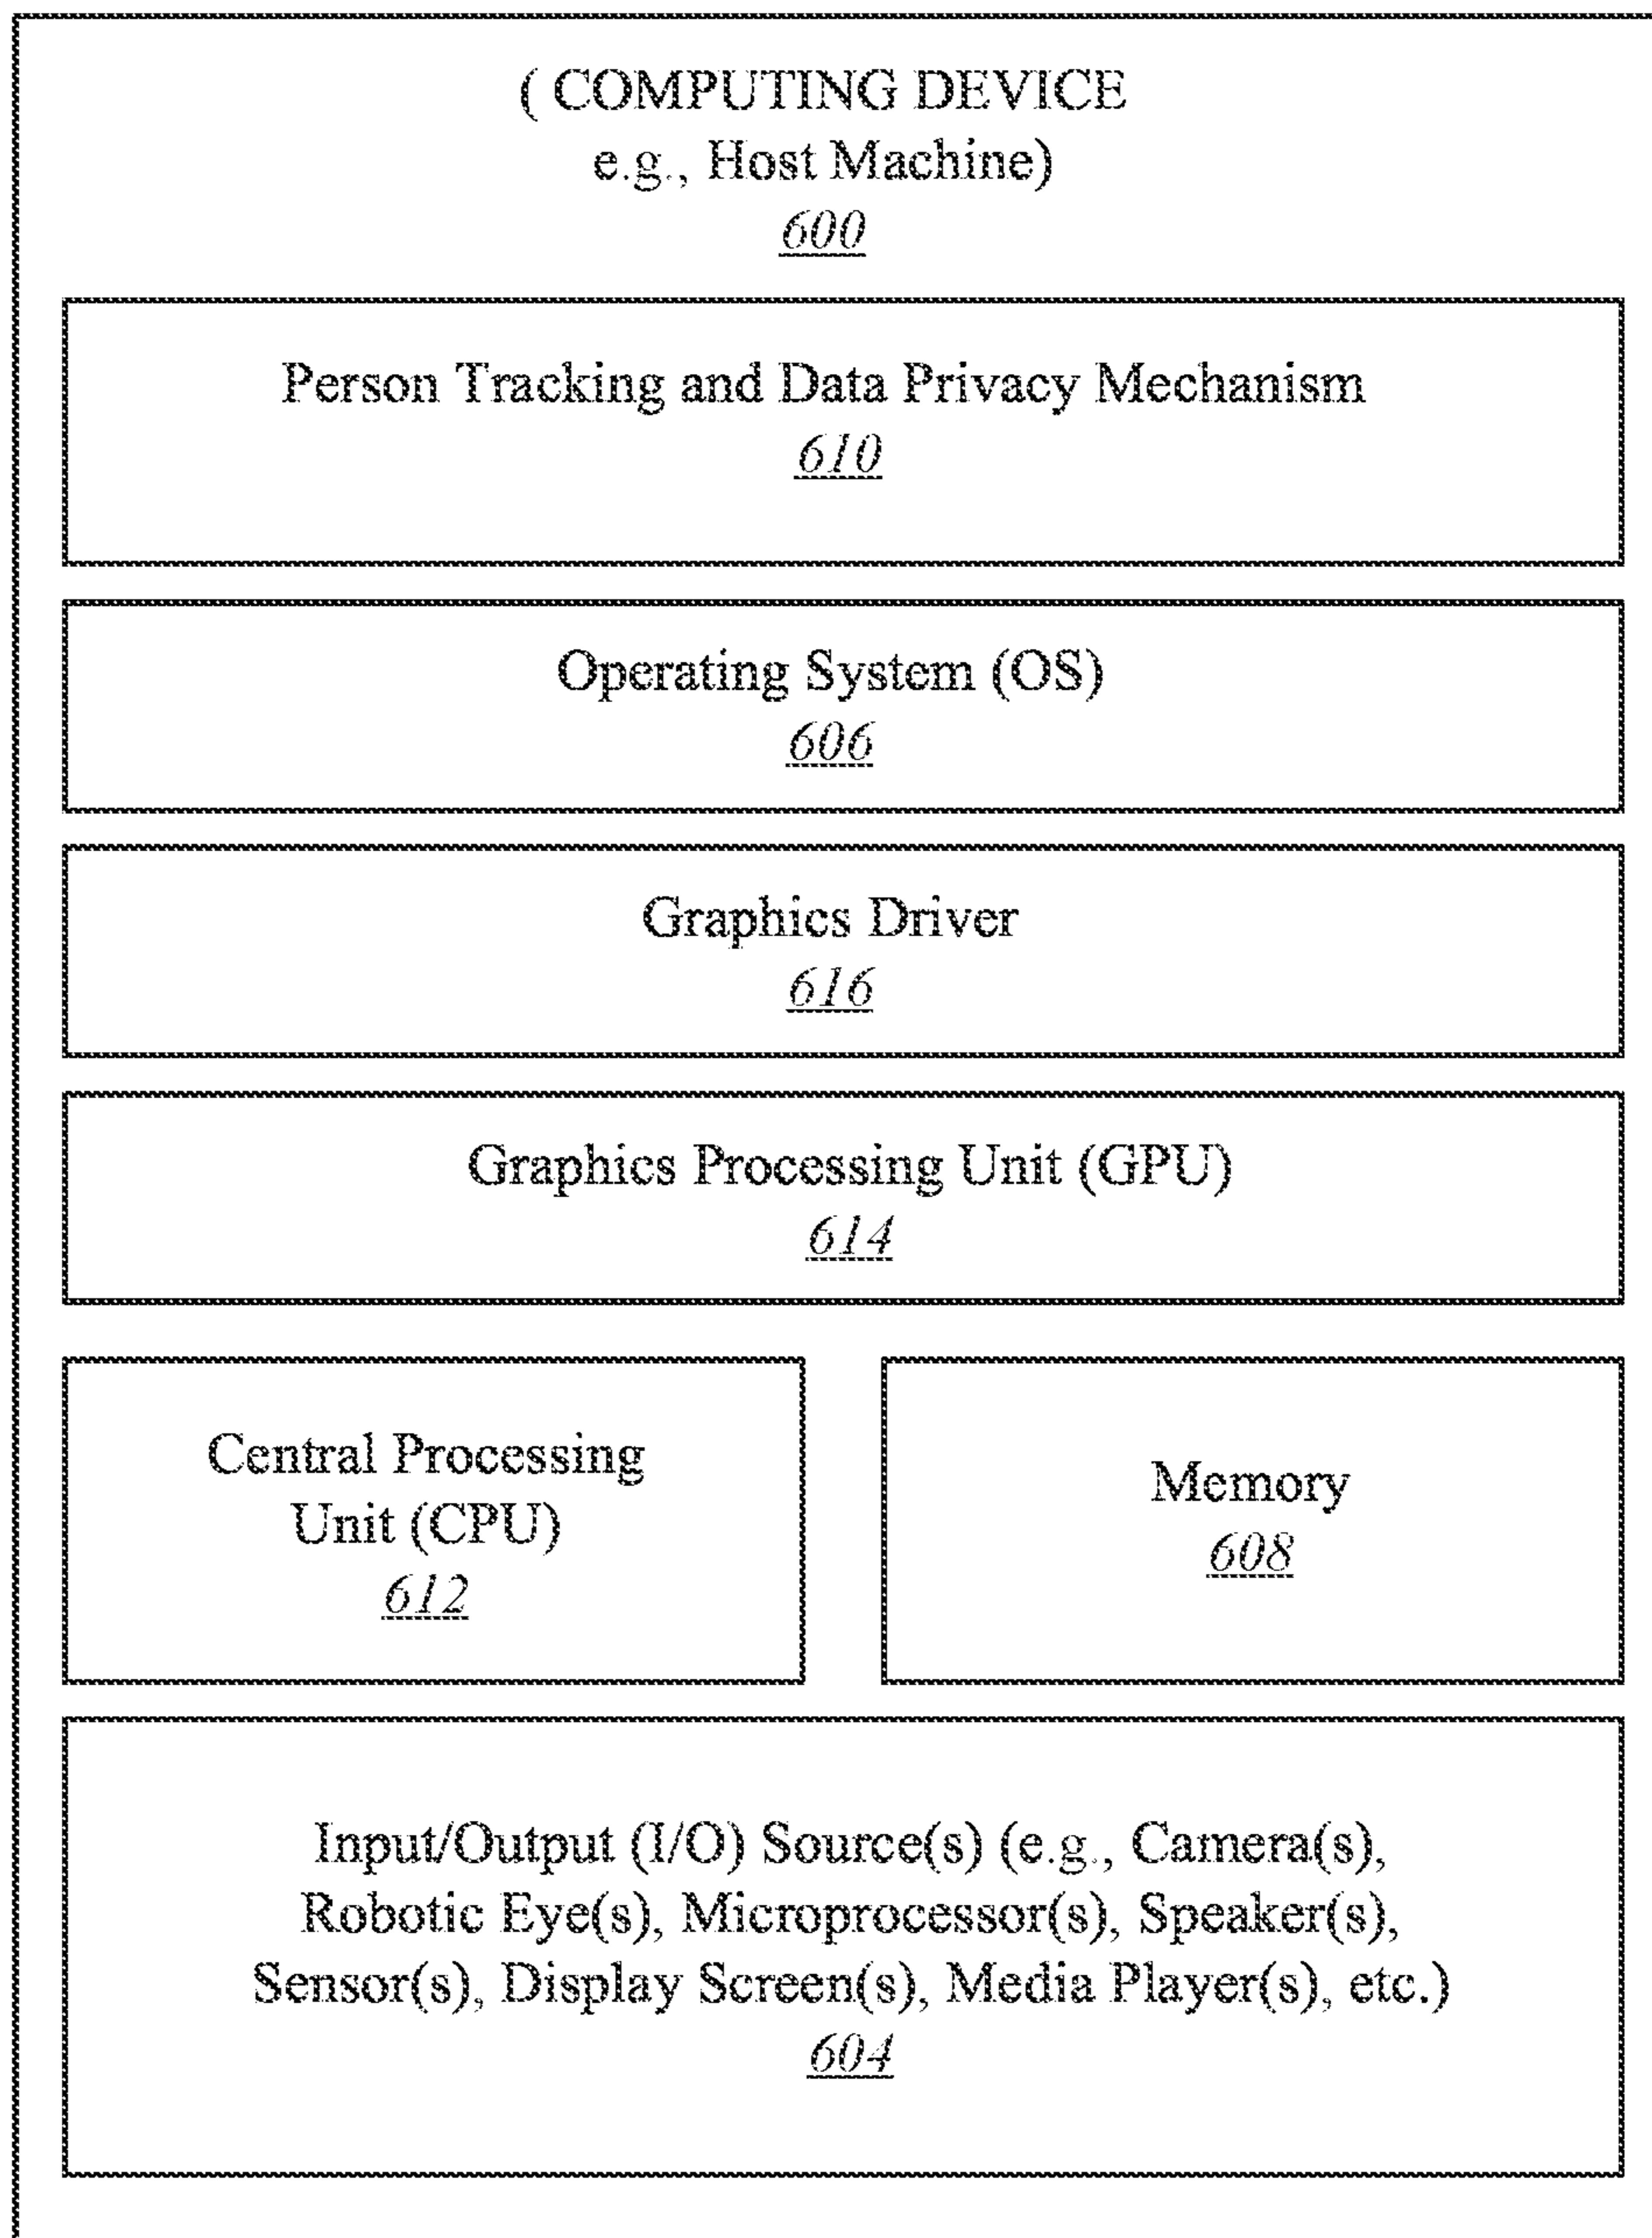 ( COMPUTING DEVICE
e.g., Host Machine)
600
Person Tracking and Data Privacy Mechanism
610
Operating System (OS)
606
Graphics Driver
616
Graphics Processing Unit (GPU)
614
Central Processing
Unit (CPU)
612
Memory
608
Input/Output (I/O) Source(s) (e.g., Camera(s),
Robotic Eye(s), Microprocessor(s), Speaker(s),
Sensor(s), Display Screen(s), Media Player(s), etc.)
604